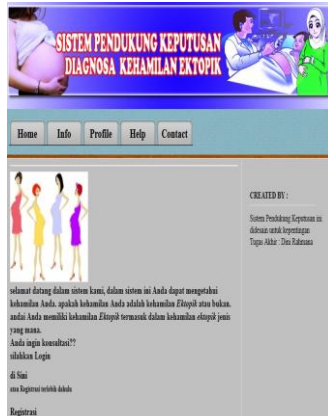 SISTEM PENDUKUNG KEPUTUSAN
DIAGNOSA KEHAMILAN EKTOPIK
Home Info Profile Help Contact
selamat datang dalam sistem kami, dalam sistem ini Anda dapat mengetahui
kehamilan Anda. apakah kehamilan Anda adalah kehamilan Ektopik atau bukan.
andai Anda memiliki kehamilan Ektopik termasuk dalam kehamilan ektopik jenis
yang mana.
Anda ingin konsultasi??
silahkan Login
di Sini
atau Registrasi terlebih dahulu
Registrasi
CREATED BY :
Sistem Pendukung Keputusan ini
didesain untuk kepentingan
Tugas Akhir : Dini Rahmana